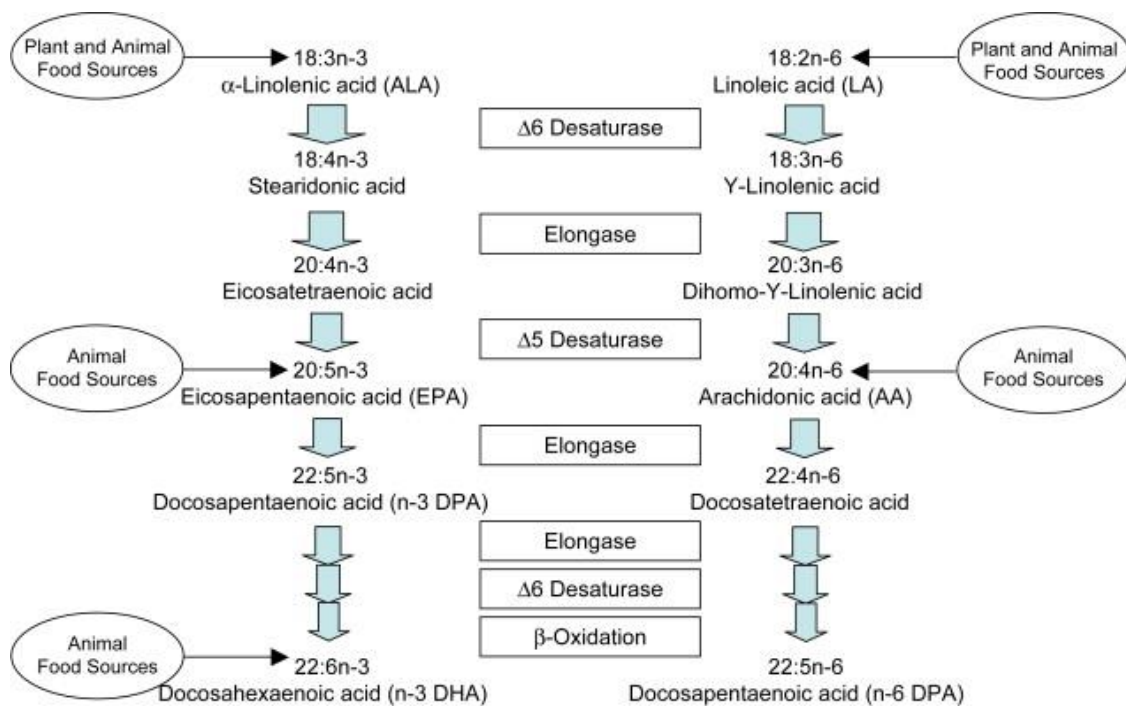 Plant and Animal
Food Sources
18:3n-3
α-Linolenic acid (ALA)
18:2n-6
Linoleic acid (LA)
Plant and Animal
Food Sources
Δ6 Desaturase
18:4n-3
Stearidonic acid
18:3n-6
Y-Linolenic acid
Elongase
20:4n-3
Eicosatetraenoic acid
20:3n-6
Dihomo-Y-Linolenic acid
Δ5 Desaturase
Animal
Food Sources
20:5n-3
Eicosapentaenoic acid (EPA)
20:4n-6
Arachidonic acid (AA)
Animal
Food Sources
Elongase
22:5n-3
Docosapentaenoic acid (n-3 DPA)
22:4n-6
Docosatetraenoic acid
Elongase
Δ6 Desaturase
β-Oxidation
Animal
Food Sources
22:6n-3
Docosahexaenoic acid (n-3 DHA)
22:5n-6
Docosapentaenoic acid (n-6 DPA)